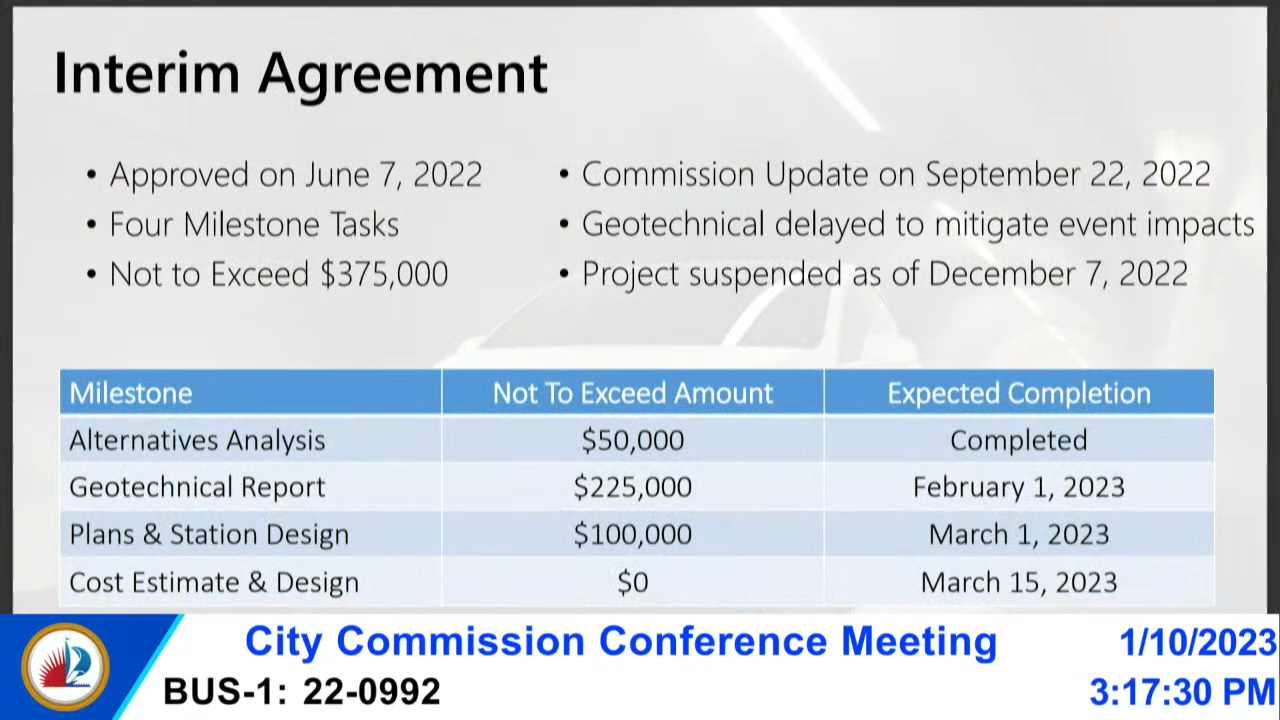 Interim Agreement
• Approved on June 7, 2022
• Four Milestone Tasks
• Not to Exceed $375,000
• Commission Update on September 22, 2022
• Geotechnical delayed to mitigate event impacts
• Project suspended as of December 7, 2022
Milestone Not To Exceed Amount Expected Completion
Alternatives Analysis $50,000 Completed
Geotechnical Report $225,000 February 1, 2023
Plans & Station Design $100,000 March 1, 2023
Cost Estimate & Design $0 March 15, 2023
City Commission Conference Meeting 1/10/2023
BUS-1: 22-0992 3:17:30 PM